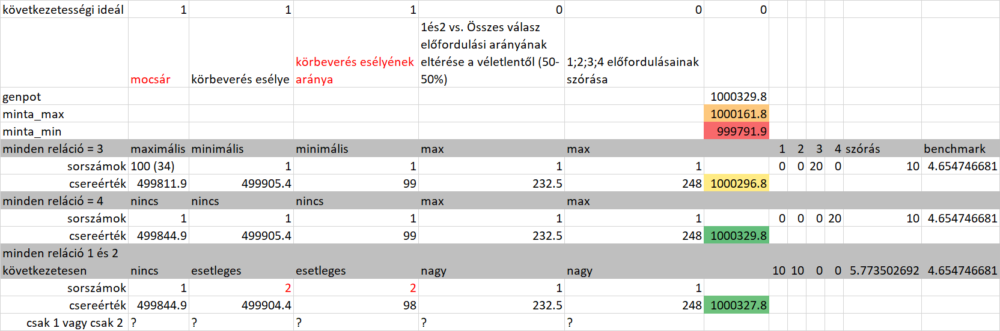 következetességi ideál 1 1 1 0 0 0
mocsár körbeverés esélye körbeverés esélyének
aránya 1és2 vs. Összes válasz
előfordulási arányának
eltérése a véletlentől (50-
50%) 1;2;3;4 előfordulásainak
szórása
genpot 1000329.8
minta_max 1000161.8
minta_min 999791.9
minden reláció = 3 maximális minimális minimális max max 1 2 3 4 szórás benchmark
sorszámok 100 (34) 1 1 1 1 0 0 20 0 10 4.654746681
csereérték 499811.9 499905.4 99 232.5 248 1000296.8
minden reláció = 4 nincs nincs nincs max max
sorszámok 1 1 1 1 1 0 0 0 20 10 4.654746681
csereérték 499844.9 499905.4 99 232.5 248 1000329.8
minden reláció 1 és 2
következetesen nincs esetleges esetleges nagy nagy 10 10 0 0 5.773502692 4.654746681
sorszámok 1 2 2 1 1
csereérték 499844.9 499904.4 98 232.5 248 1000327.8
csak 1 vagy csak 2 ? ? ? ? ?